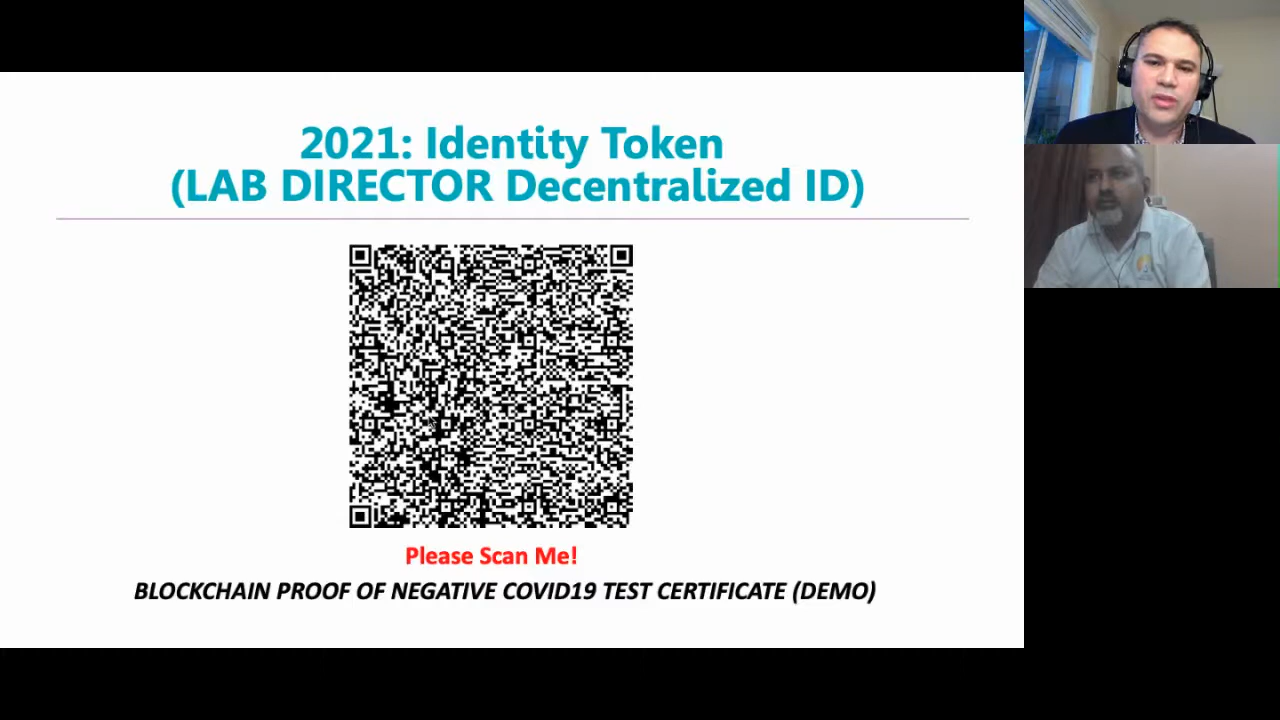 2021: Identity Token
(LAB DIRECTOR Decentralized ID)
Please Scan Me!
BLOCKCHAIN PROOF OF NEGATIVE COVID19 TEST CERTIFICATE (DEMO)